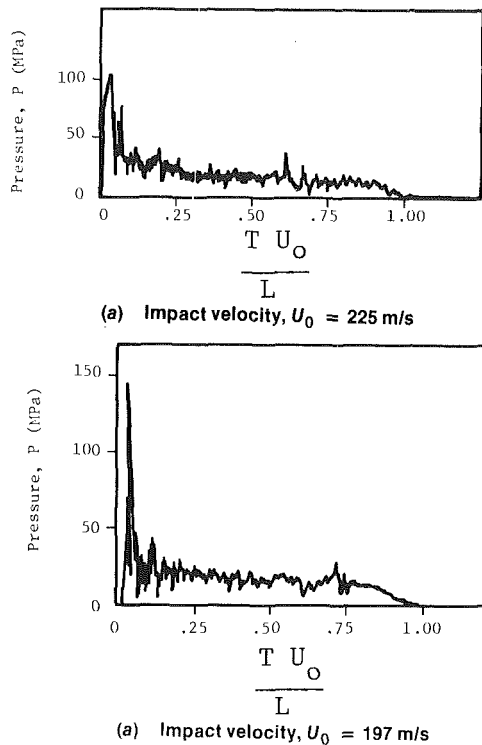 Pressure, P (MPa)
100
50
0
0 .25 .50 .75 1.00
T U₀
L
(a) Impact velocity, U₀ = 225 m/s
Pressure, P (MPa)
150
100
50
0
0 .25 .50 .75 1.00
T U₀
L
(a) Impact velocity, U₀ = 197 m/s